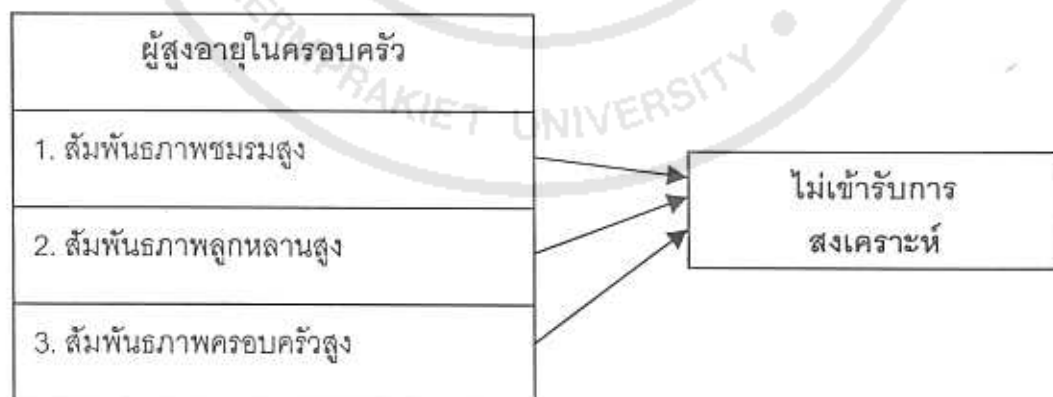 ผู้สูงอายุในครอบครัว
1. สัมพันธภาพชมรมสูง
2. สัมพันธภาพลูกหลานสูง
3. สัมพันธภาพครอบครัวสูง
ไม่เข้ารับการ
สงเคราะห์
PRAKIET UNIVERSITY